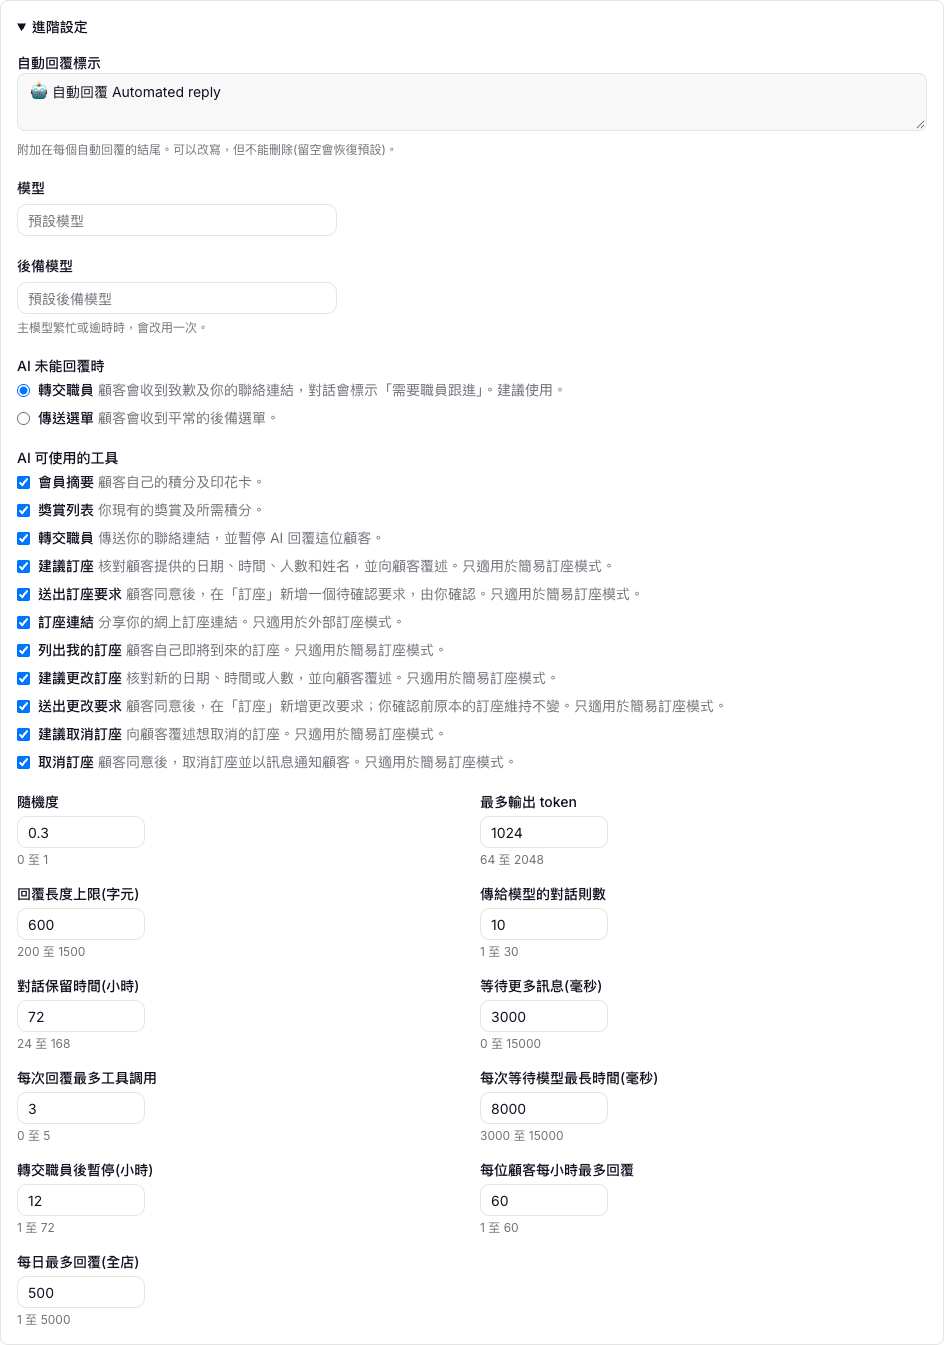 ▼ 進階設定
自動回覆標示
🤖 自動回覆 Automated reply
附加在每個自動回覆的結尾。可以改寫，但不能刪除(留空會恢復預設)。
模型
預設模型
後備模型
預設後備模型
主模型繁忙或逾時時，會改用一次。
AI 未能回覆時
轉交職員 顧客會收到致歉及你的聯絡連結，對話會標示「需要職員跟進」。建議使用。
傳送選單 顧客會收到平常的後備選單。
AI 可使用的工具
會員摘要 顧客自己的積分及印花卡。
獎賞列表 你現有的獎賞及所需積分。
轉交職員 傳送你的聯絡連結，並暫停 AI 回覆這位顧客。
建議訂座 核對顧客提供的日期、時間、人數和姓名，並向顧客覆述。只適用於簡易訂座模式。
送出訂座要求 顧客同意後，在「訂座」新增一個待確認要求，由你確認。只適用於簡易訂座模式。
訂座連結 分享你的網上訂座連結。只適用於外部訂座模式。
列出我的訂座 顧客自己即將到來的訂座。只適用於簡易訂座模式。
建議更改訂座 核對新的日期、時間或人數，並向顧客覆述。只適用於簡易訂座模式。
送出更改要求 顧客同意後，在「訂座」新增更改要求；你確認前原本的訂座維持不變。只適用於簡易訂座模式。
建議取消訂座 向顧客覆述想取消的訂座。只適用於簡易訂座模式。
取消訂座 顧客同意後，取消訂座並以訊息通知顧客。只適用於簡易訂座模式。
隨機度
0.3
0 至 1
最多輸出 token
1024
64 至 2048
回覆長度上限(字元)
600
200 至 1500
傳給模型的對話則數
10
1 至 30
對話保留時間(小時)
72
24 至 168
等待更多訊息(毫秒)
3000
0 至 15000
每次回覆最多工具調用
3
0 至 5
每次等待模型最長時間(毫秒)
8000
3000 至 15000
轉交職員後暫停(小時)
12
1 至 72
每位顧客每小時最多回覆
60
1 至 60
每日最多回覆(全店)
500
1 至 5000